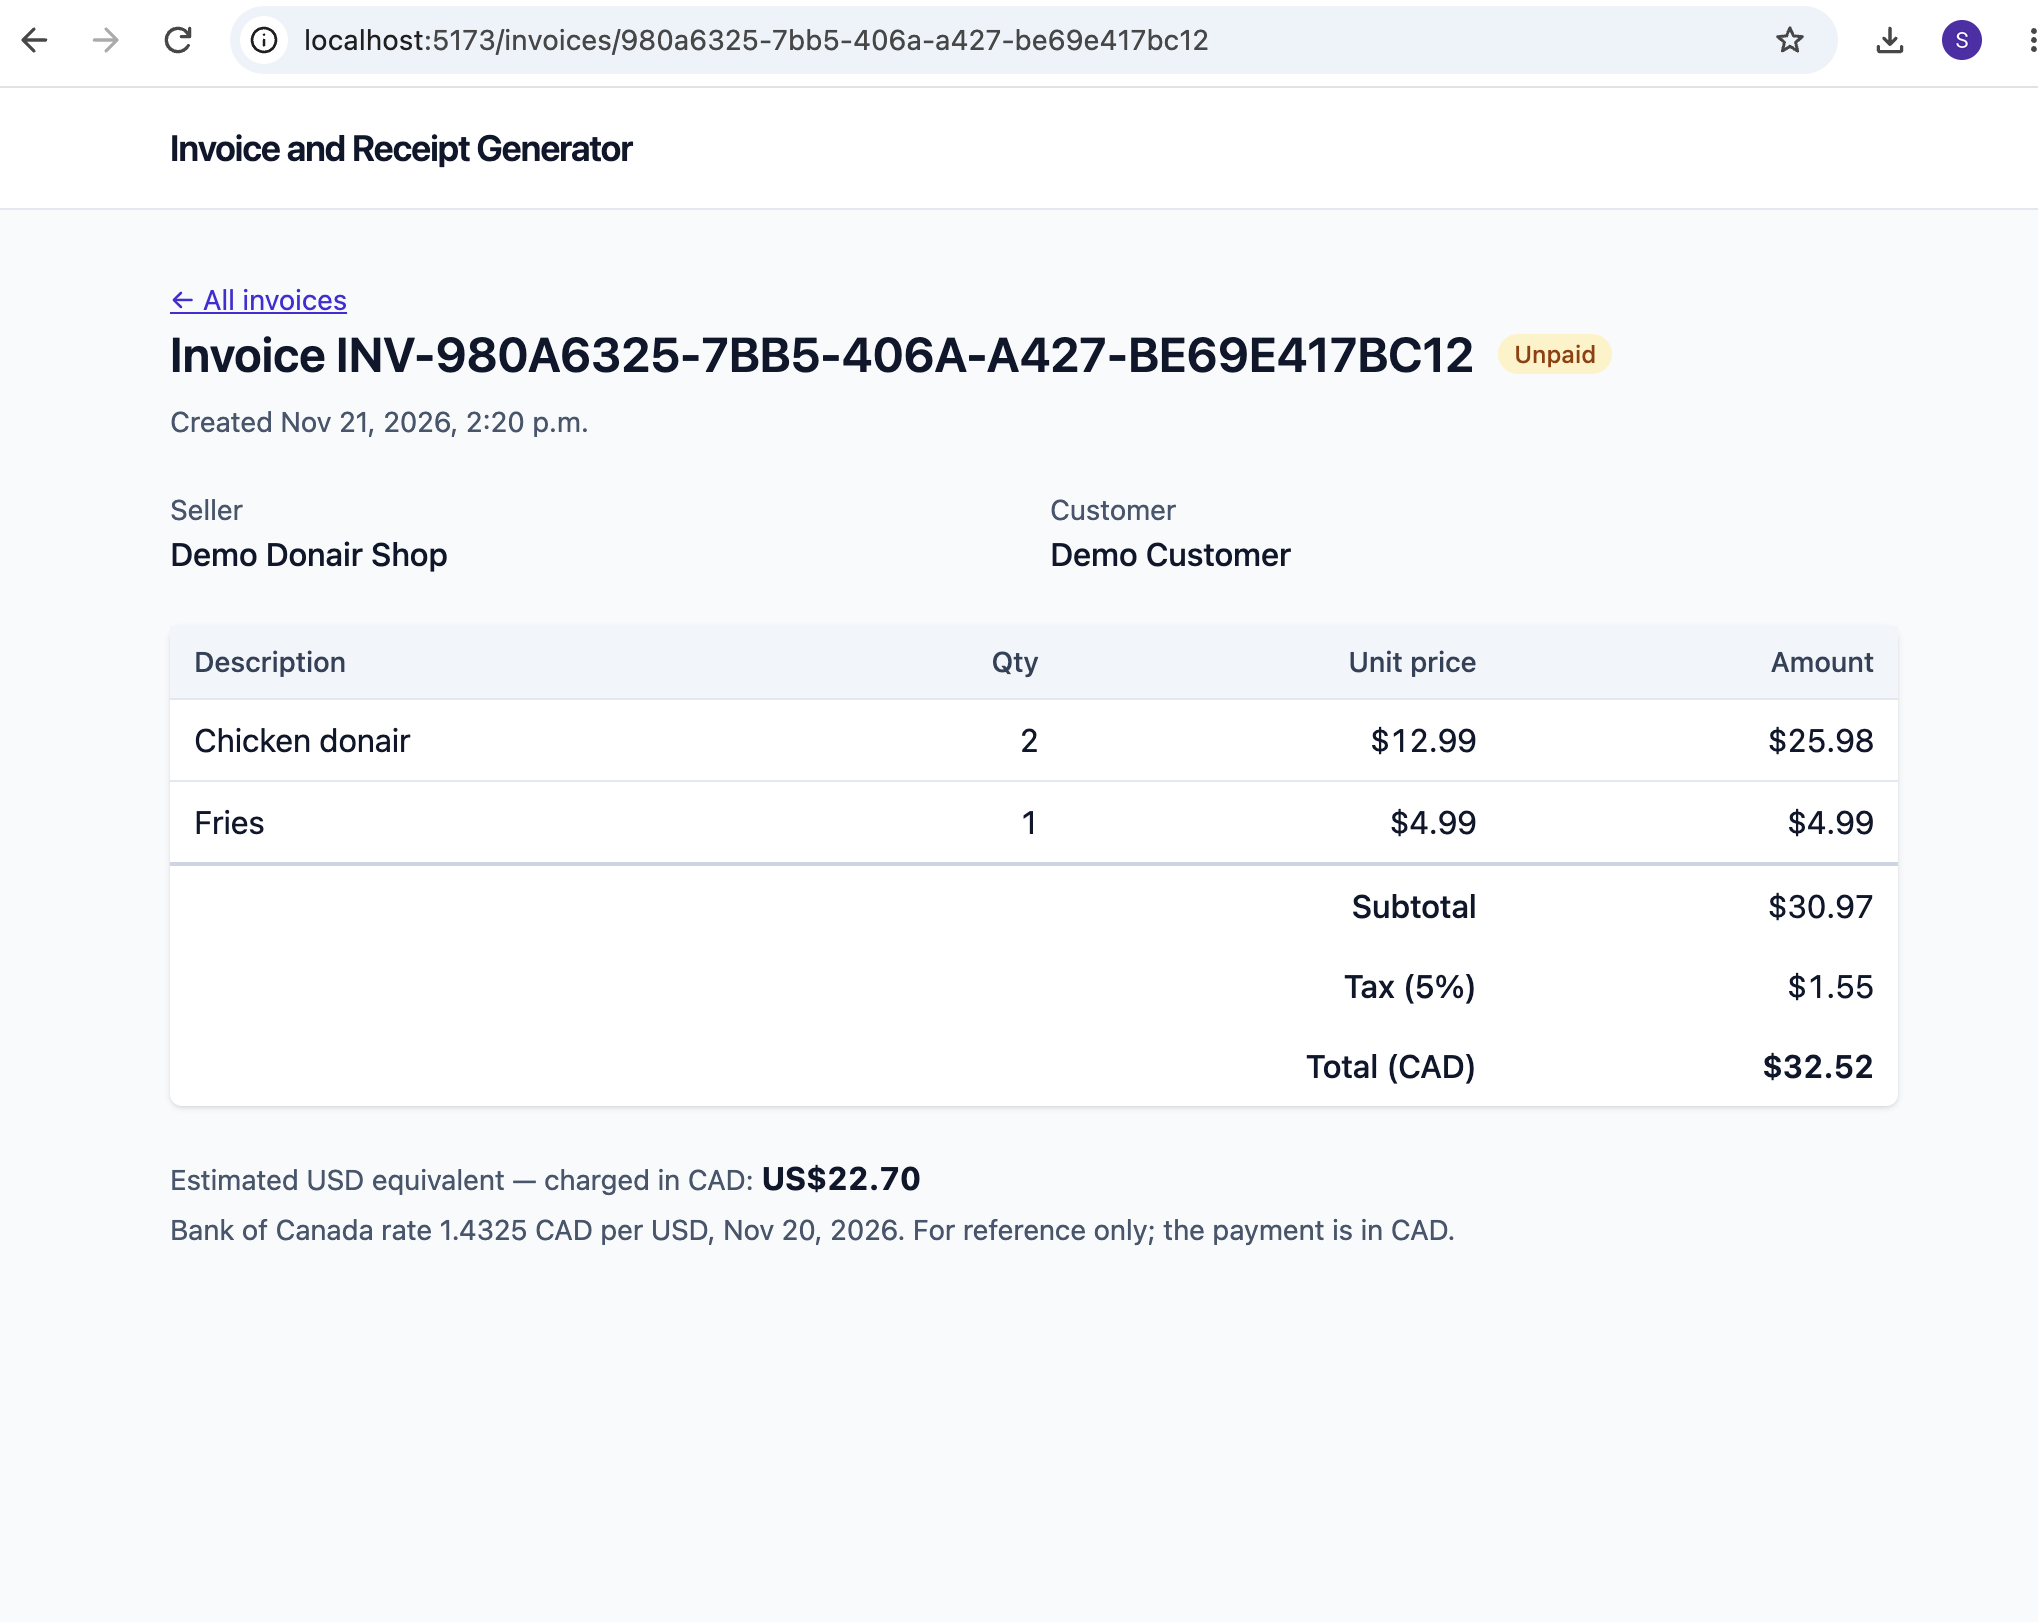 localhost:5173/invoices/980a6325-7bb5-406a-a427-be69e417bc12
S
Invoice and Receipt Generator
← All invoices
Invoice INV-980A6325-7BB5-406A-A427-BE69E417BC12 Unpaid
Created Nov 21, 2026, 2:20 p.m.
Seller Customer
Demo Donair Shop Demo Customer
Description Qty Unit price Amount
Chicken donair 2 $12.99 $25.98
Fries 1 $4.99 $4.99
Subtotal $30.97
Tax (5%) $1.55
Total (CAD) $32.52
Estimated USD equivalent — charged in CAD: US$22.70
Bank of Canada rate 1.4325 CAD per USD, Nov 20, 2026. For reference only; the payment is in CAD.